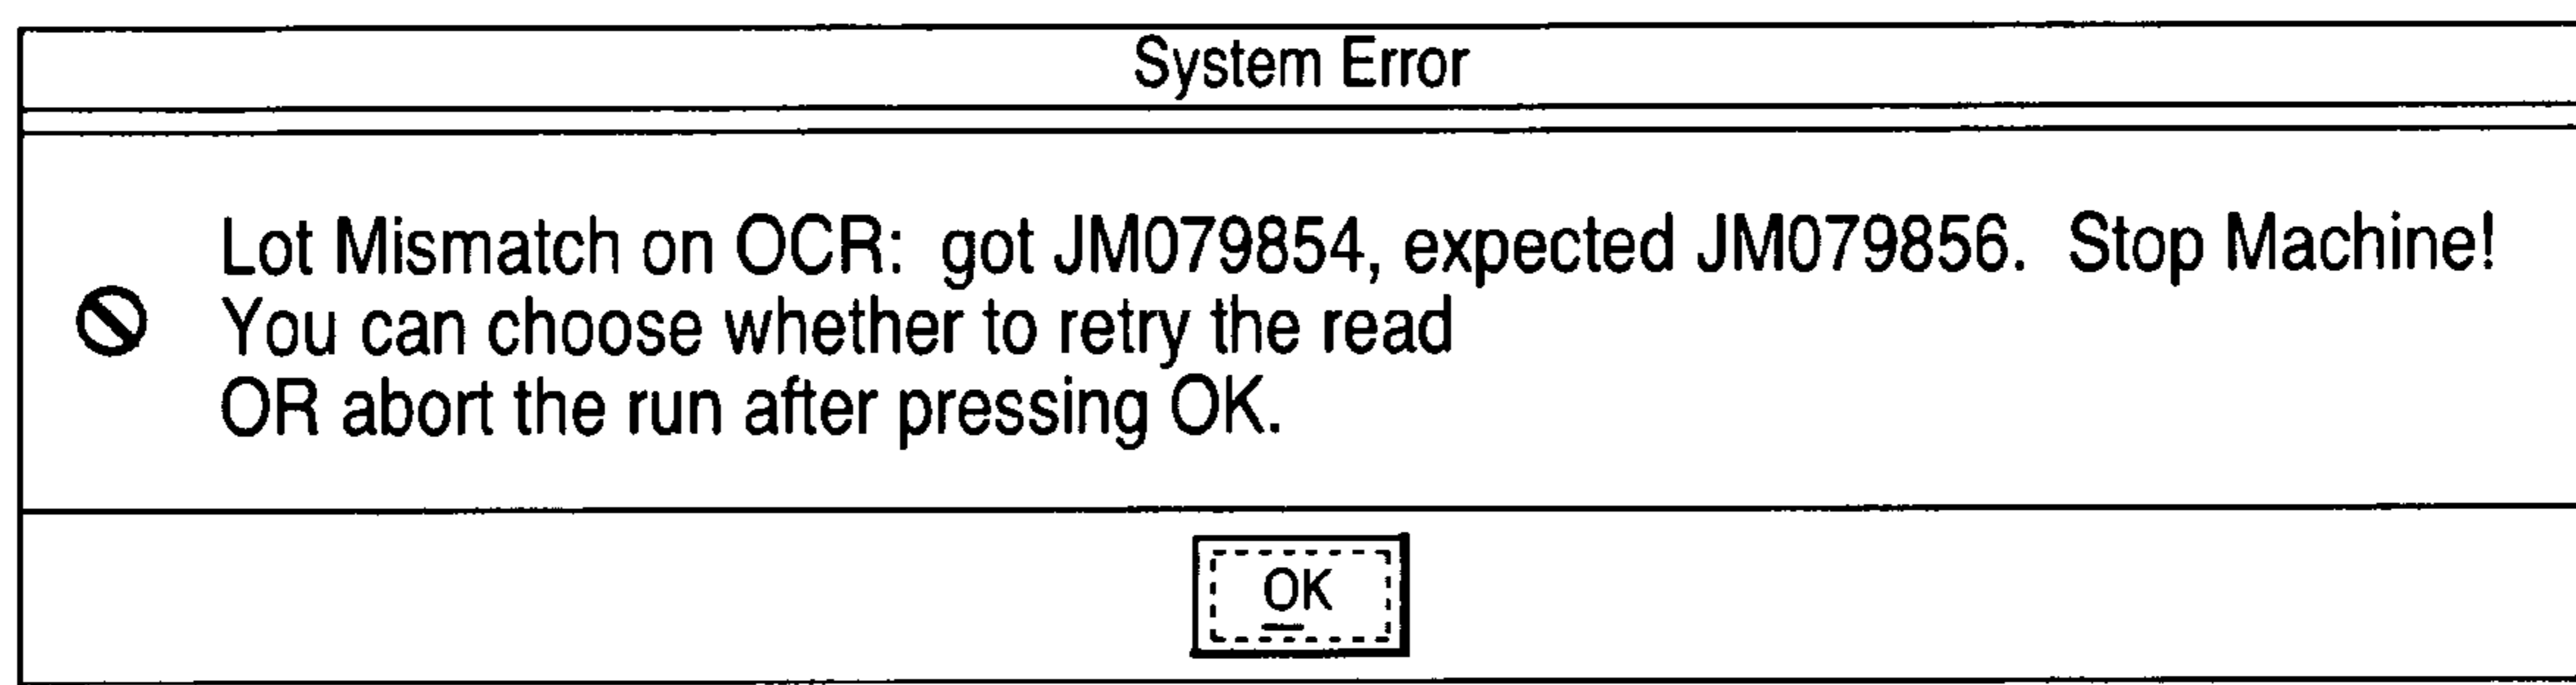 System Error
Lot Mismatch on OCR:  got JM079854, expected JM079856.  Stop Machine!
You can choose whether to retry the read
OR abort the run after pressing OK.
OK